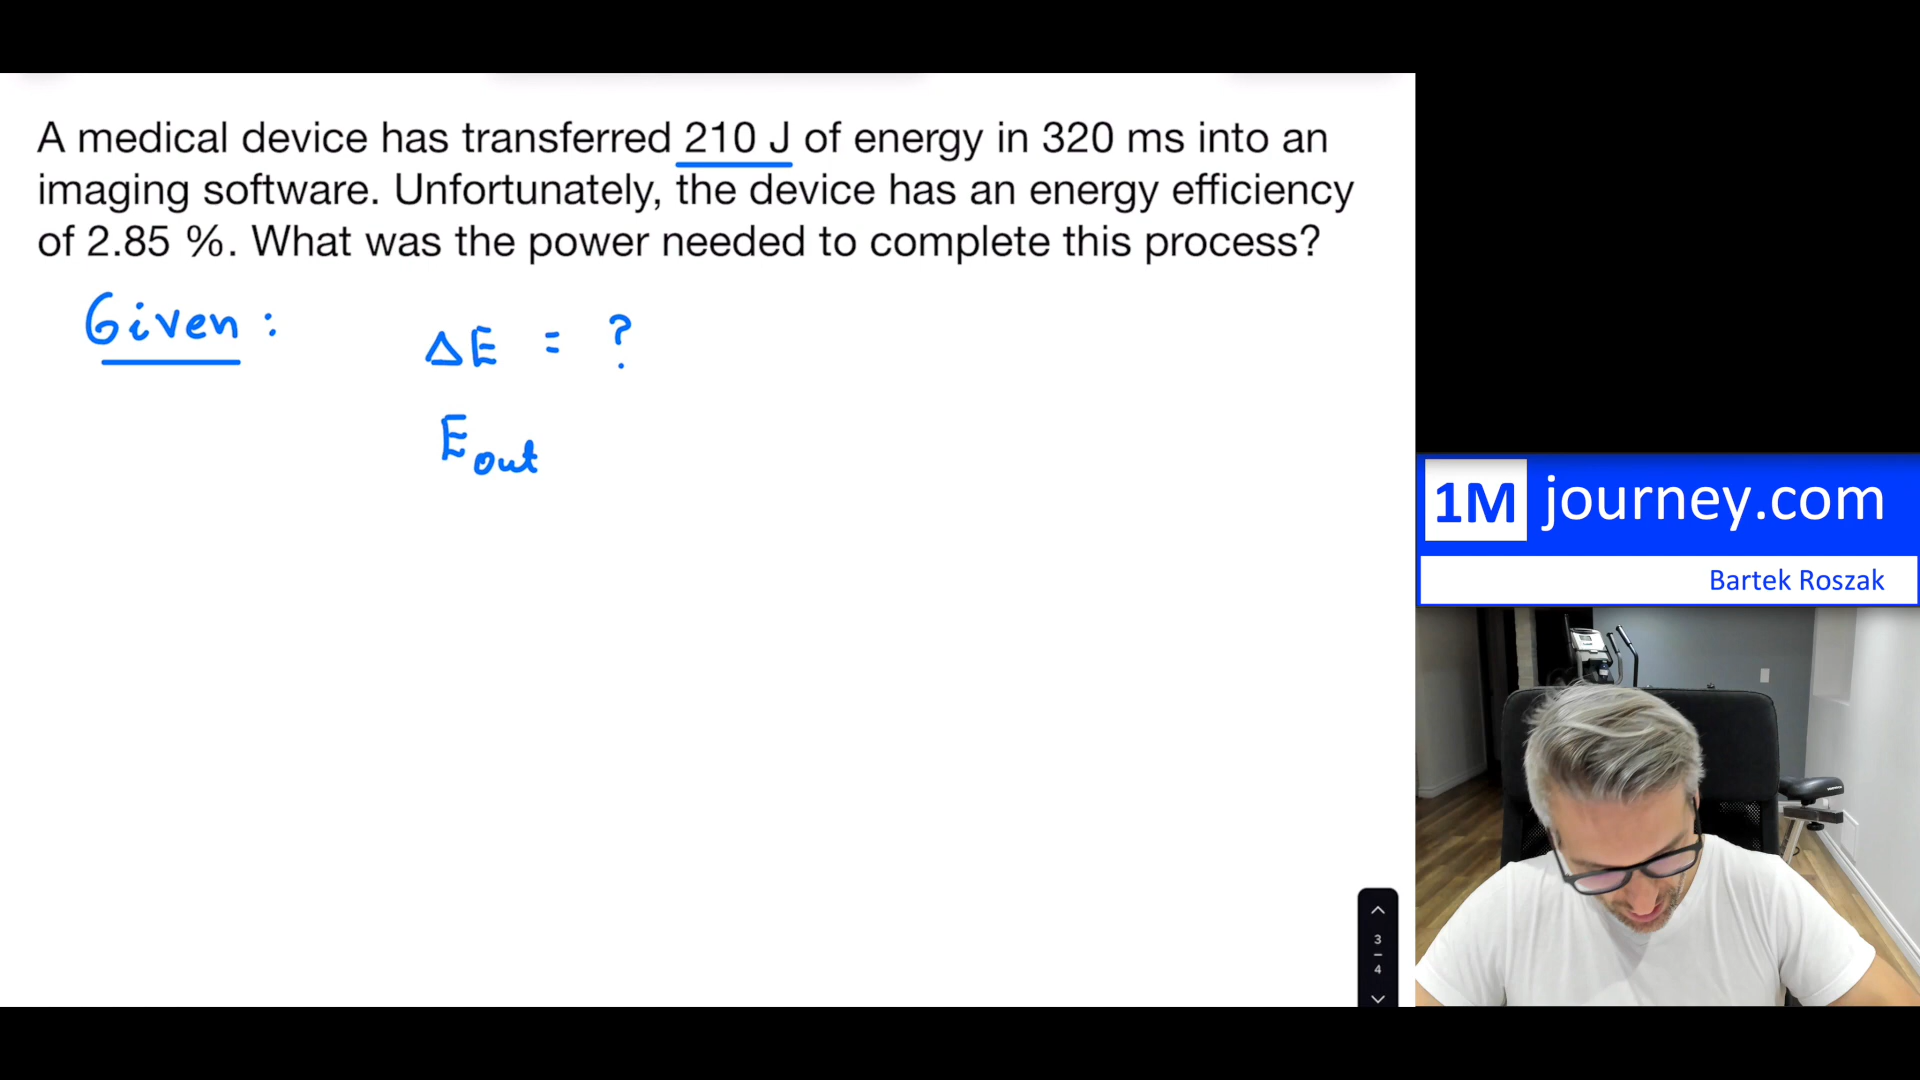 A medical device has transferred 210 J of energy in 320 ms into an
imaging software. Unfortunately, the device has an energy efficiency
of 2.85 %. What was the power needed to complete this process?
Given :
ΔE = ?
E out
1M journey.com
Bartek Roszak
3
4